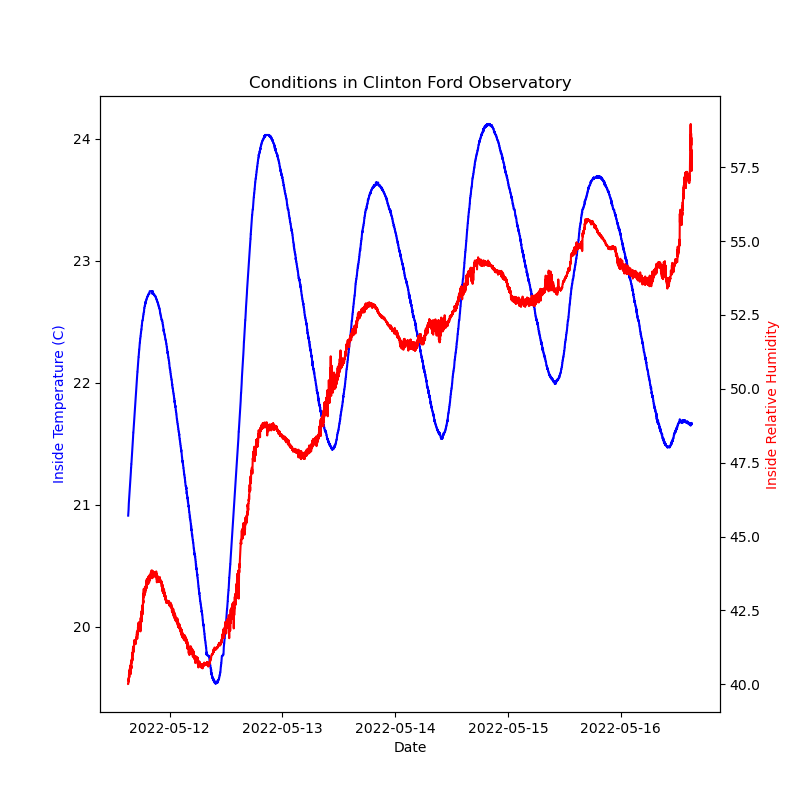 Conditions in Clinton Ford Observatory
24
23
22
21
20
Inside Temperature (C)
57.5
55.0
52.5
50.0
47.5
45.0
42.5
40.0
Inside Relative Humidity
2022-05-12 2022-05-13 2022-05-14 2022-05-15 2022-05-16
Date